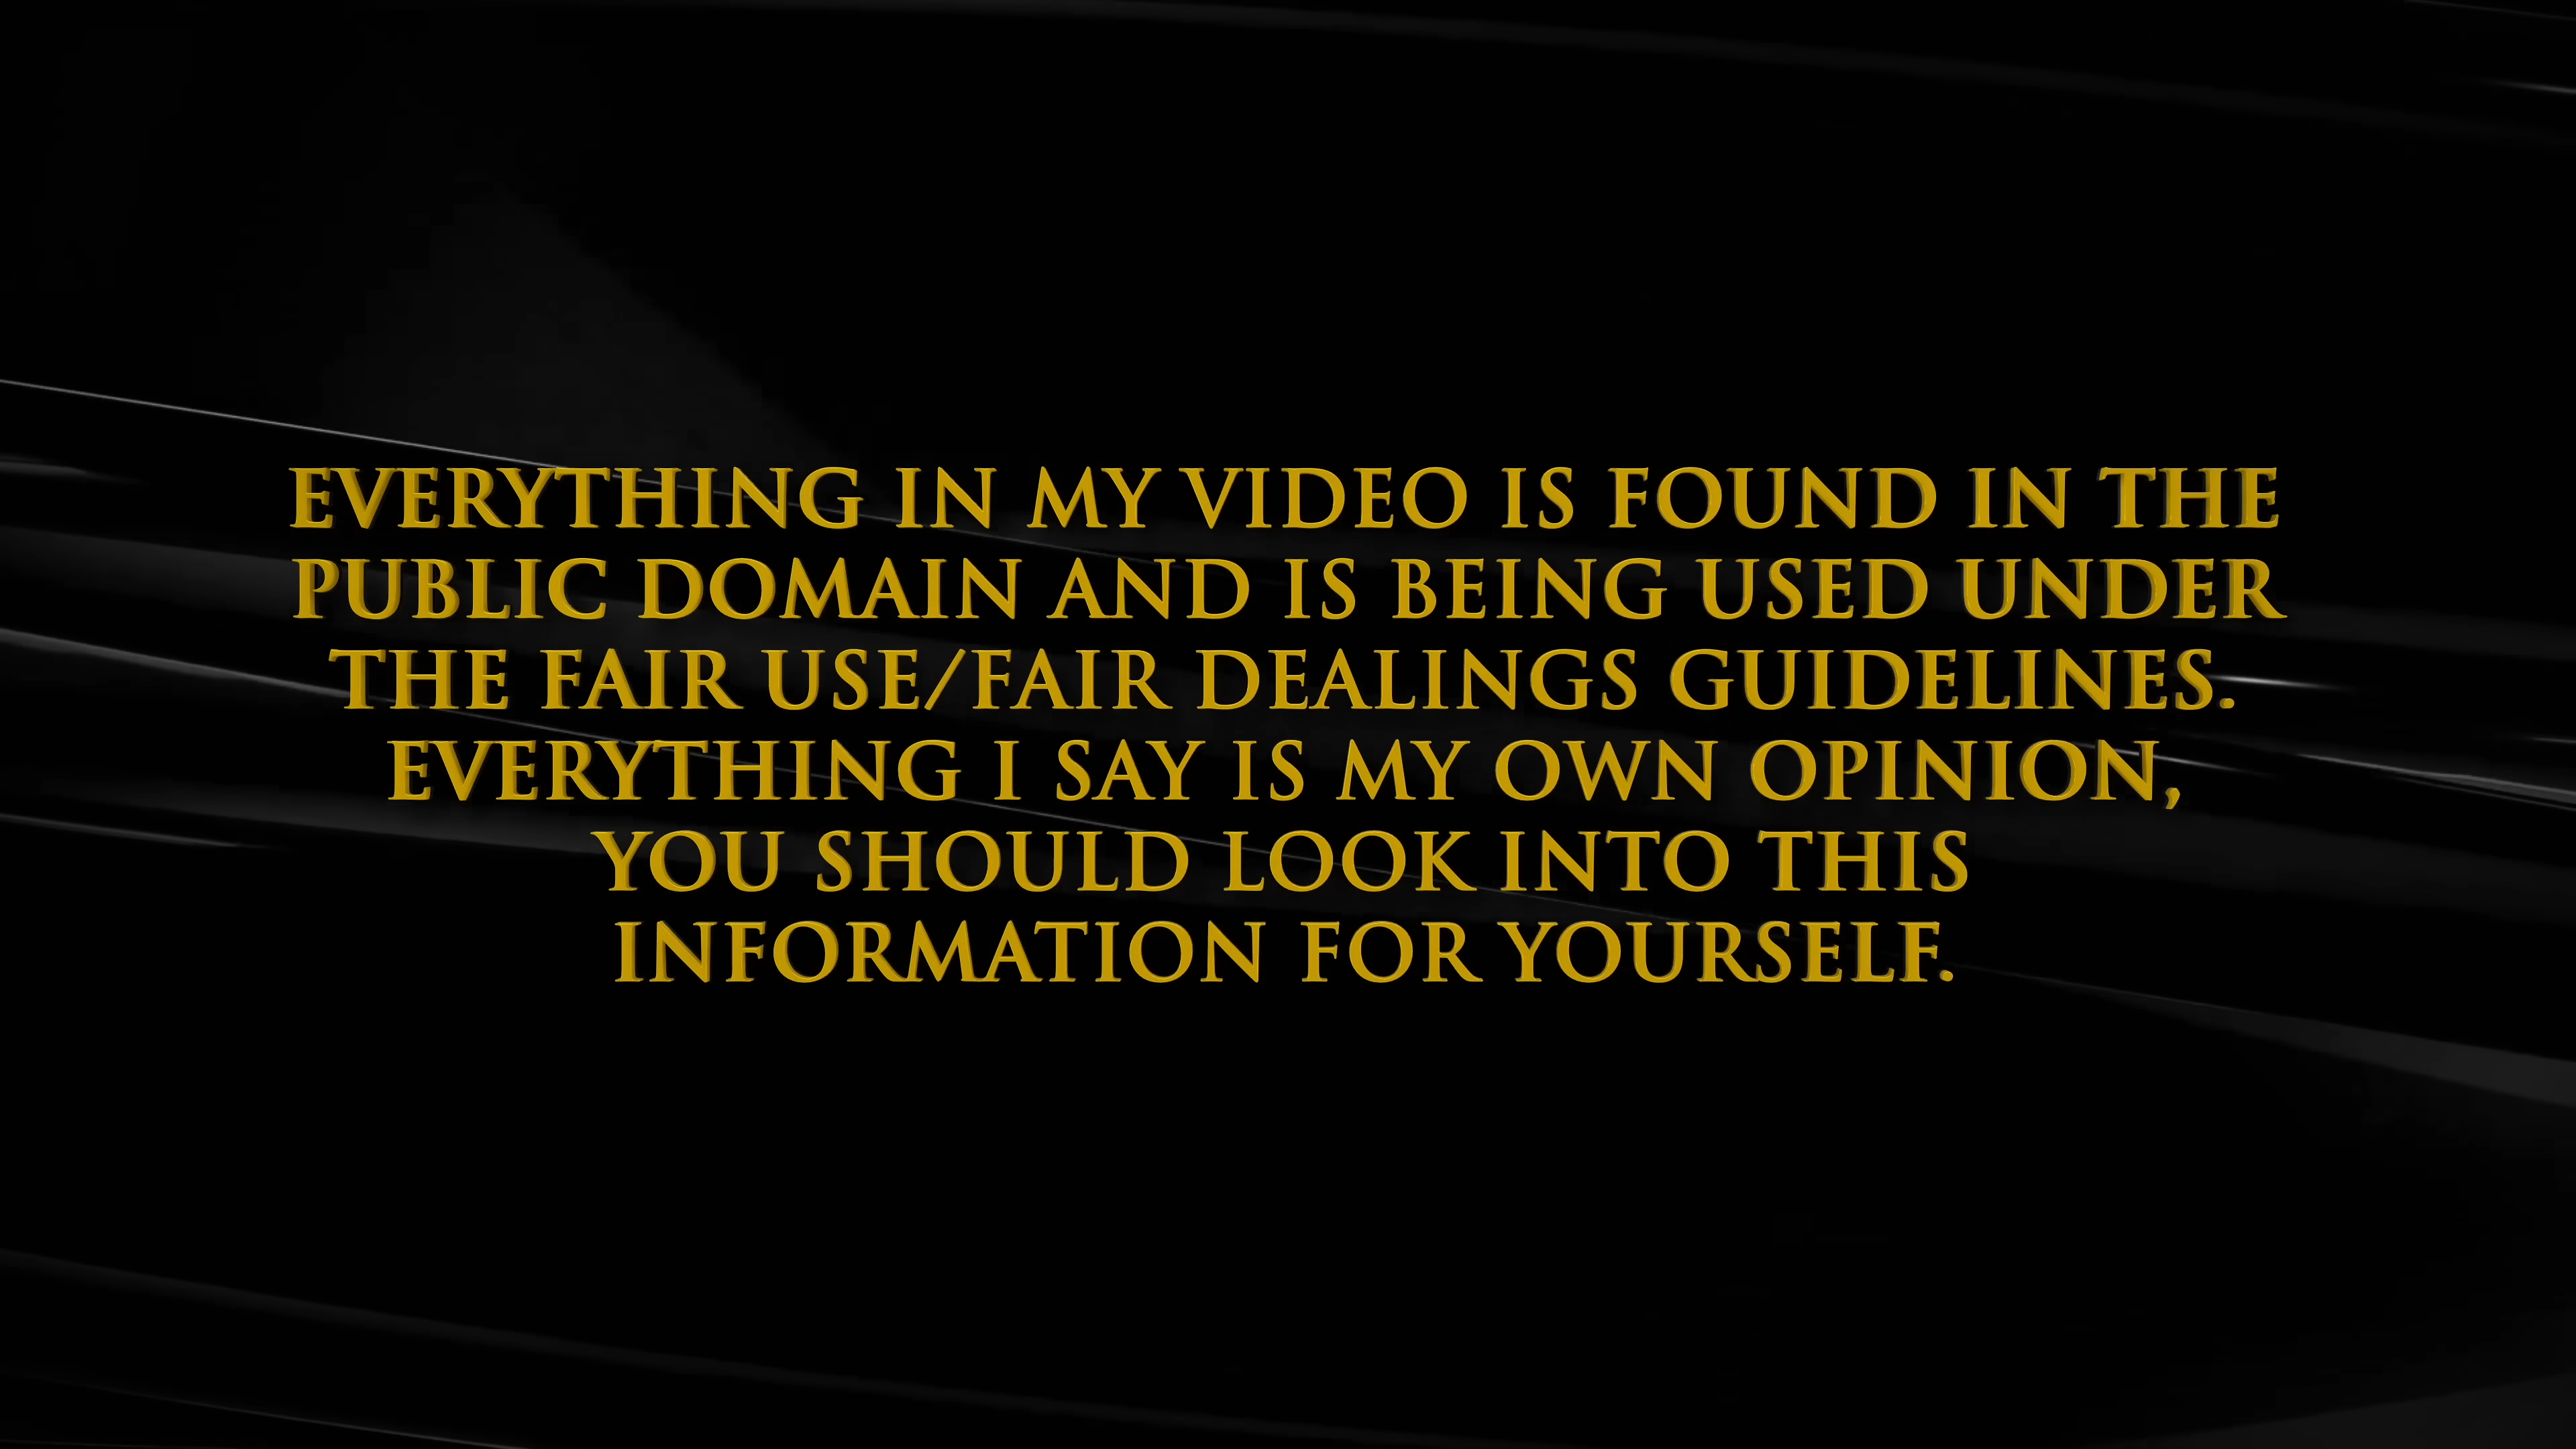 EVERYTHING IN MY VIDEO IS FOUND IN THE
PUBLIC DOMAIN AND IS BEING USED UNDER
THE FAIR USE/FAIR DEALINGS GUIDELINES.
EVERYTHING I SAY IS MY OWN OPINION,
YOU SHOULD LOOK INTO THIS
INFORMATION FOR YOURSELF.